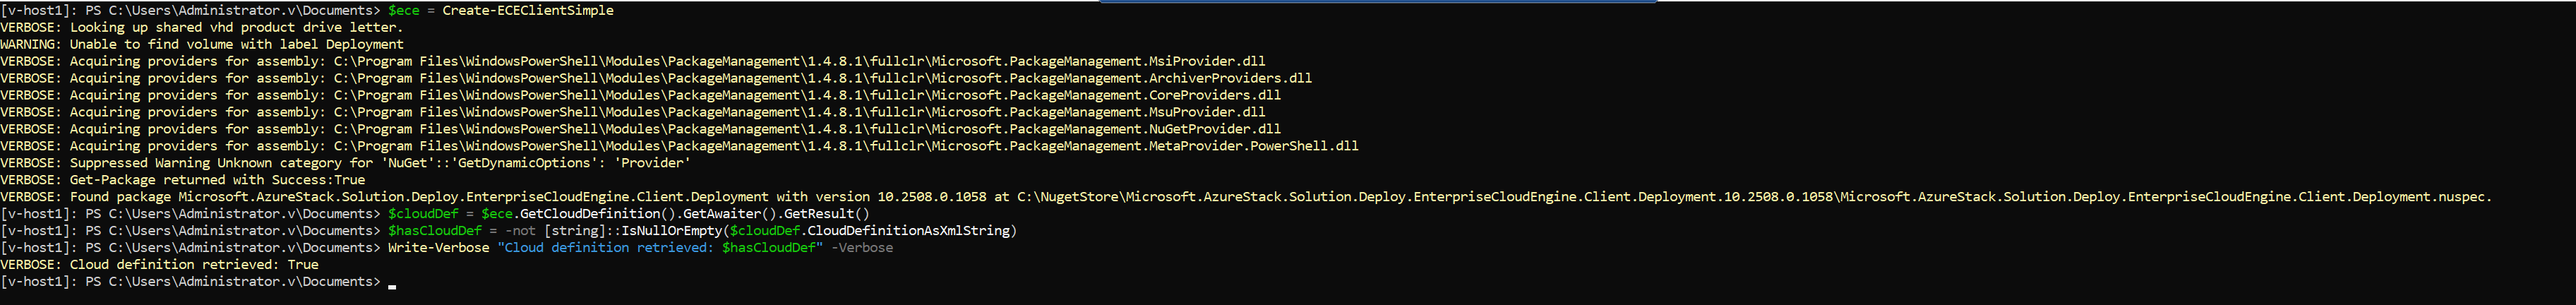 [v-host1]: PS C:\Users\Administrator.v\Documents> $ece = Create-ECEClientSimple
VERBOSE: Looking up shared vhd product drive letter.
WARNING: Unable to find volume with label Deployment
VERBOSE: Acquiring providers for assembly: C:\Program Files\WindowsPowerShell\Modules\PackageManagement\1.4.8.1\fullclr\Microsoft.PackageManagement.MsiProvider.dll
VERBOSE: Acquiring providers for assembly: C:\Program Files\WindowsPowerShell\Modules\PackageManagement\1.4.8.1\fullclr\Microsoft.PackageManagement.ArchiverProviders.dll
VERBOSE: Acquiring providers for assembly: C:\Program Files\WindowsPowerShell\Modules\PackageManagement\1.4.8.1\fullclr\Microsoft.PackageManagement.CoreProviders.dll
VERBOSE: Acquiring providers for assembly: C:\Program Files\WindowsPowerShell\Modules\PackageManagement\1.4.8.1\fullclr\Microsoft.PackageManagement.MsuProvider.dll
VERBOSE: Acquiring providers for assembly: C:\Program Files\WindowsPowerShell\Modules\PackageManagement\1.4.8.1\fullclr\Microsoft.PackageManagement.NuGetProvider.dll
VERBOSE: Acquiring providers for assembly: C:\Program Files\WindowsPowerShell\Modules\PackageManagement\1.4.8.1\fullclr\Microsoft.PackageManagement.MetaProvider.PowerShell.dll
VERBOSE: Suppressed Warning Unknown category for 'NuGet'::'GetDynamicOptions': 'Provider'
VERBOSE: Get-Package returned with Success:True
VERBOSE: Found package Microsoft.AzureStack.Solution.Deploy.EnterpriseCloudEngine.Client.Deployment with version 10.2508.0.1058 at C:\NugetStore\Microsoft.AzureStack.Solution.Deploy.EnterpriseCloudEngine.Client.Deployment.10.2508.0.1058\Microsoft.AzureStack.Solution.Deploy.EnterpriseCloudEngine.Client.Deployment.nuspec.
[v-host1]: PS C:\Users\Administrator.v\Documents> $cloudDef = $ece.GetCloudDefinition().GetAwaiter().GetResult()
[v-host1]: PS C:\Users\Administrator.v\Documents> $hasCloudDef = -not [string]::IsNullOrEmpty($cloudDef.CloudDefinitionAsXmlString)
[v-host1]: PS C:\Users\Administrator.v\Documents> Write-Verbose "Cloud definition retrieved: $hasCloudDef" -Verbose
VERBOSE: Cloud definition retrieved: True
[v-host1]: PS C:\Users\Administrator.v\Documents>